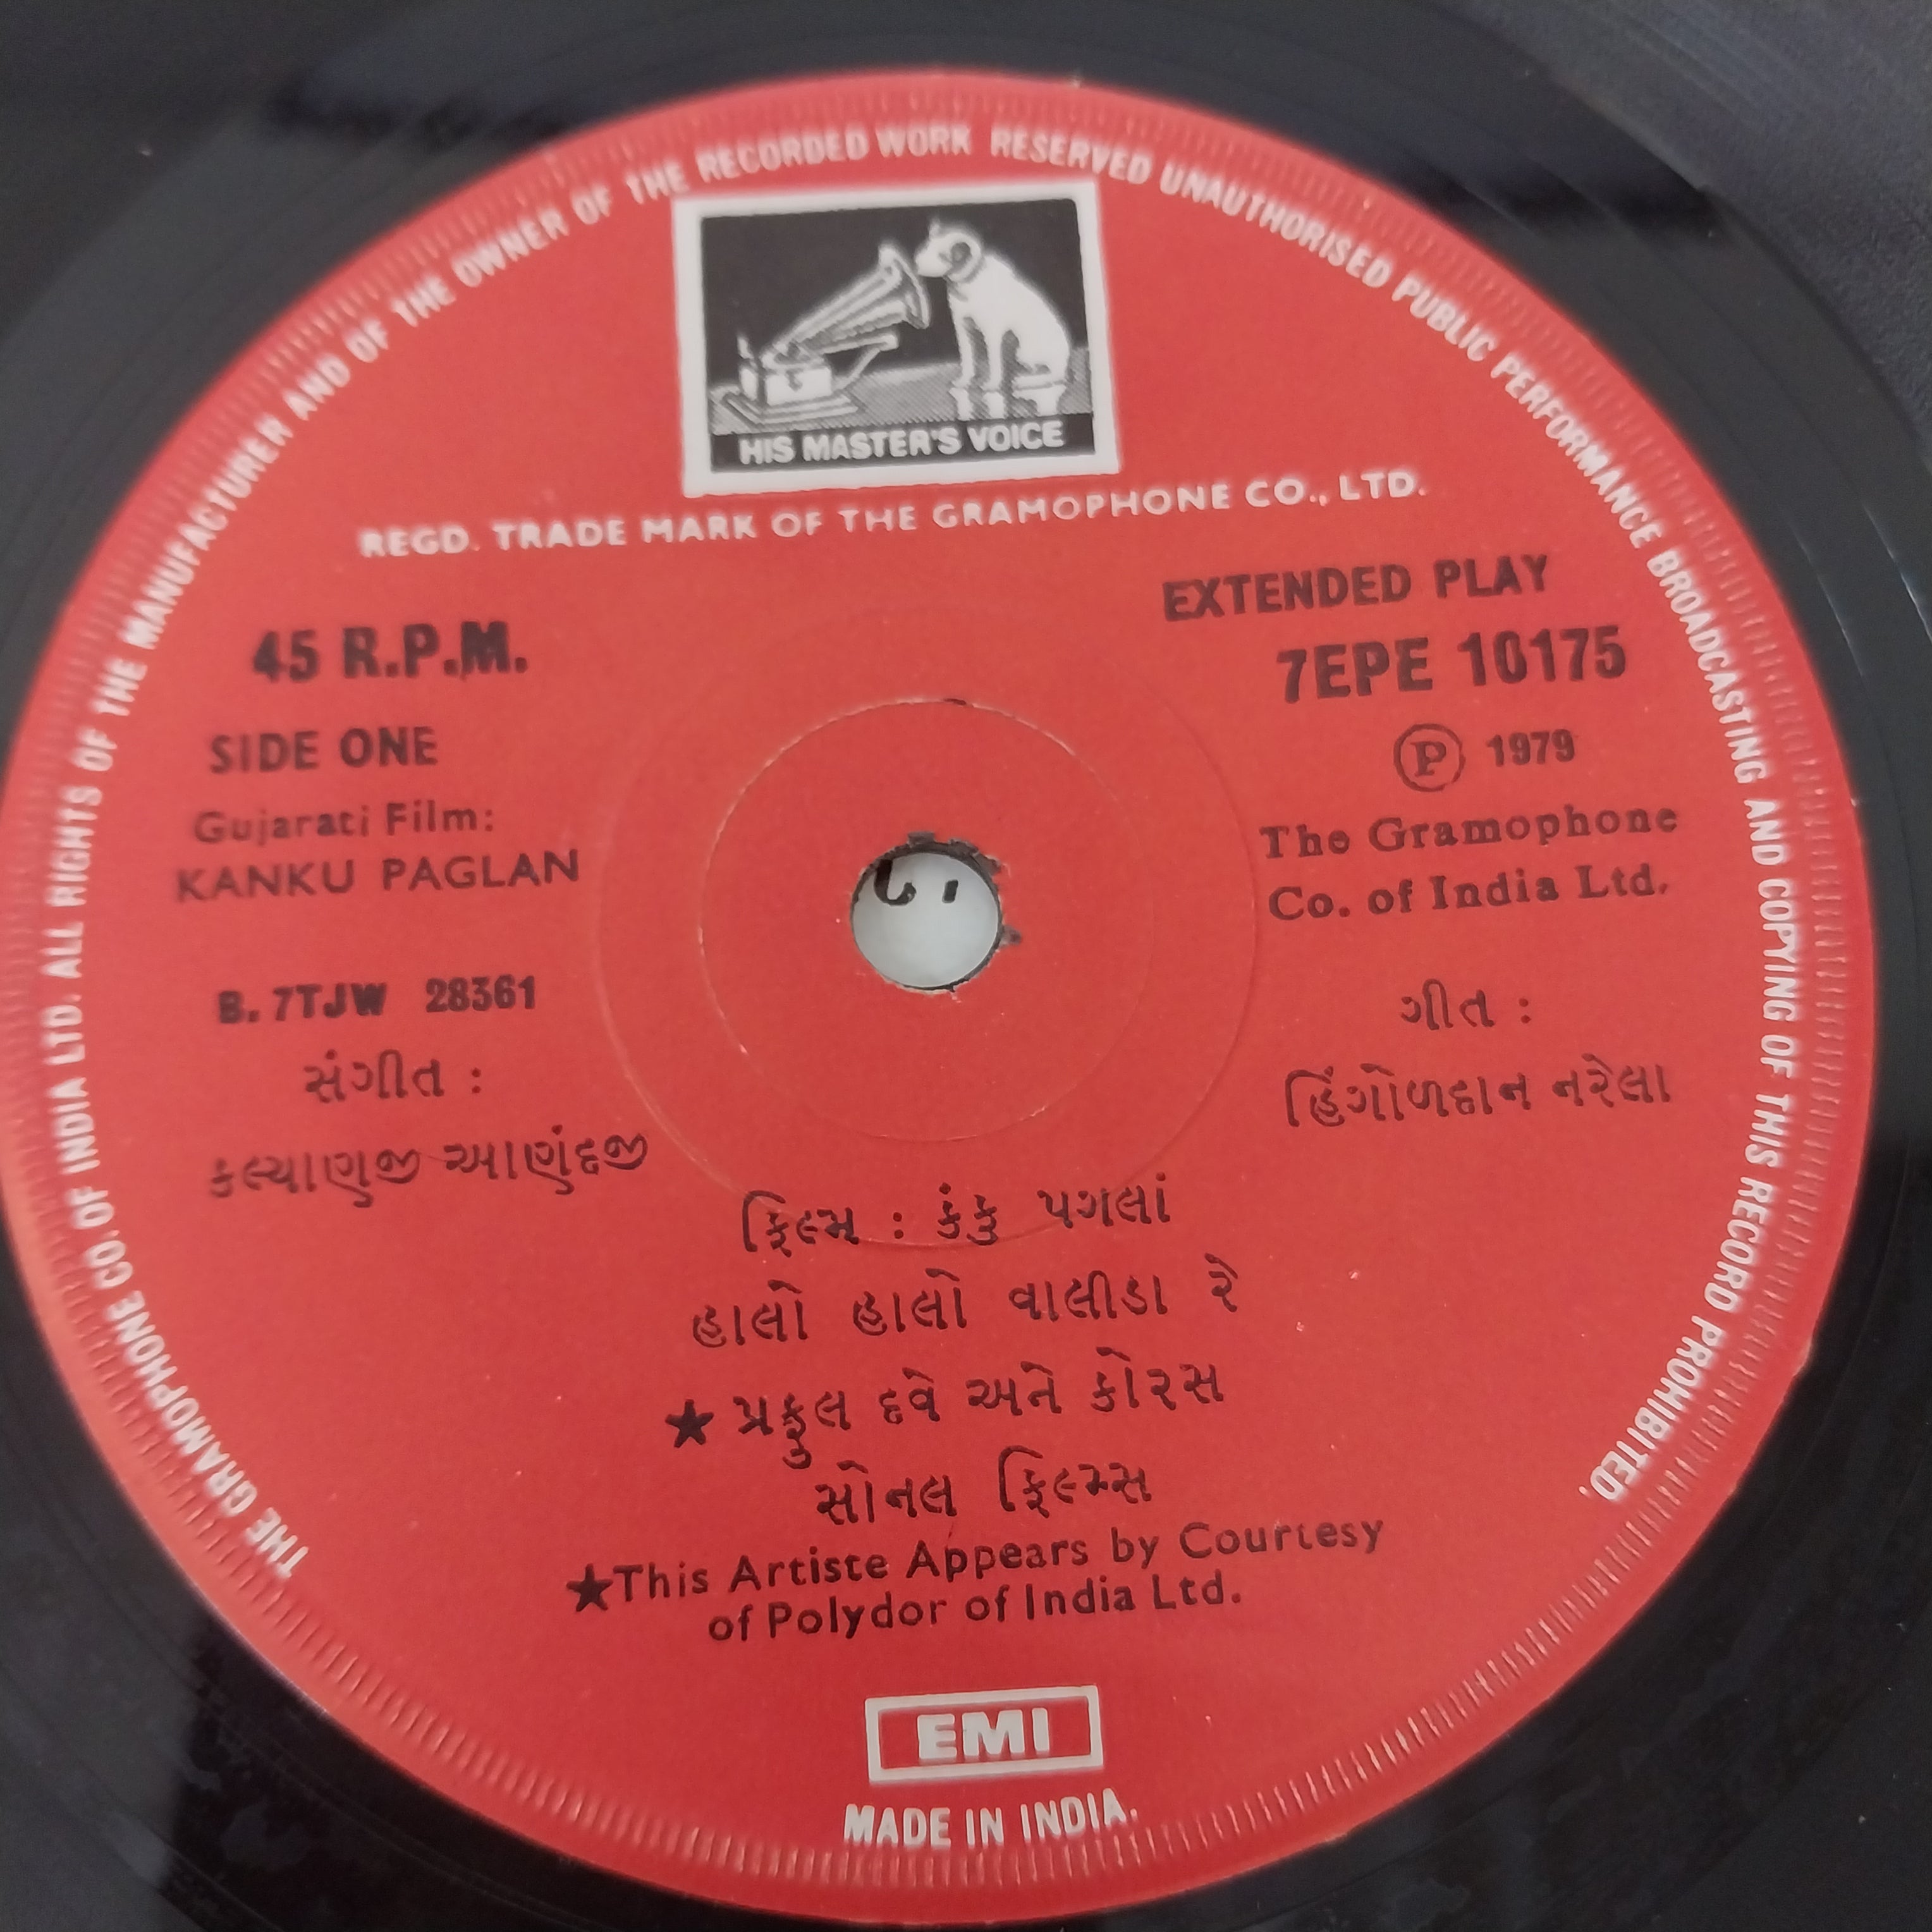 THE GRAMOPHONE CO. OF INDIA LTD. ALL RIGHTS OF THE MANUFACTURER AND OF THE OWNER OF THE RECORDED WORK RESERVED UNAUTHORISED PUBLIC PERFORMANCE BROADCASTING AND COPYING OF THIS RECORD PROHIBITED.
HIS MASTER'S VOICE
REGD. TRADE MARK OF THE GRAMOPHONE CO., LTD.
45 R.P.M.
SIDE ONE
Gujarati Film:
KANKU PAGLAN
B. 7TJW 28361
સંગીત :
કલ્યાણજી આણંદજી
EXTENDED PLAY
7EPE 10175
Ⓟ 1979
The Gramophone
Co. of India Ltd.
ગીત :
હિંગોળદાન નરેલા
ફિલ્મ : કંકુ પગલાં
હાલો હાલો વાલીડા રે
★ પ્રફુલ દવે અને કોરસ
સોનલ ફિલ્મ્સ
★This Artiste Appears by Courtesy
of Polydor of India Ltd.
EMI
MADE IN INDIA.